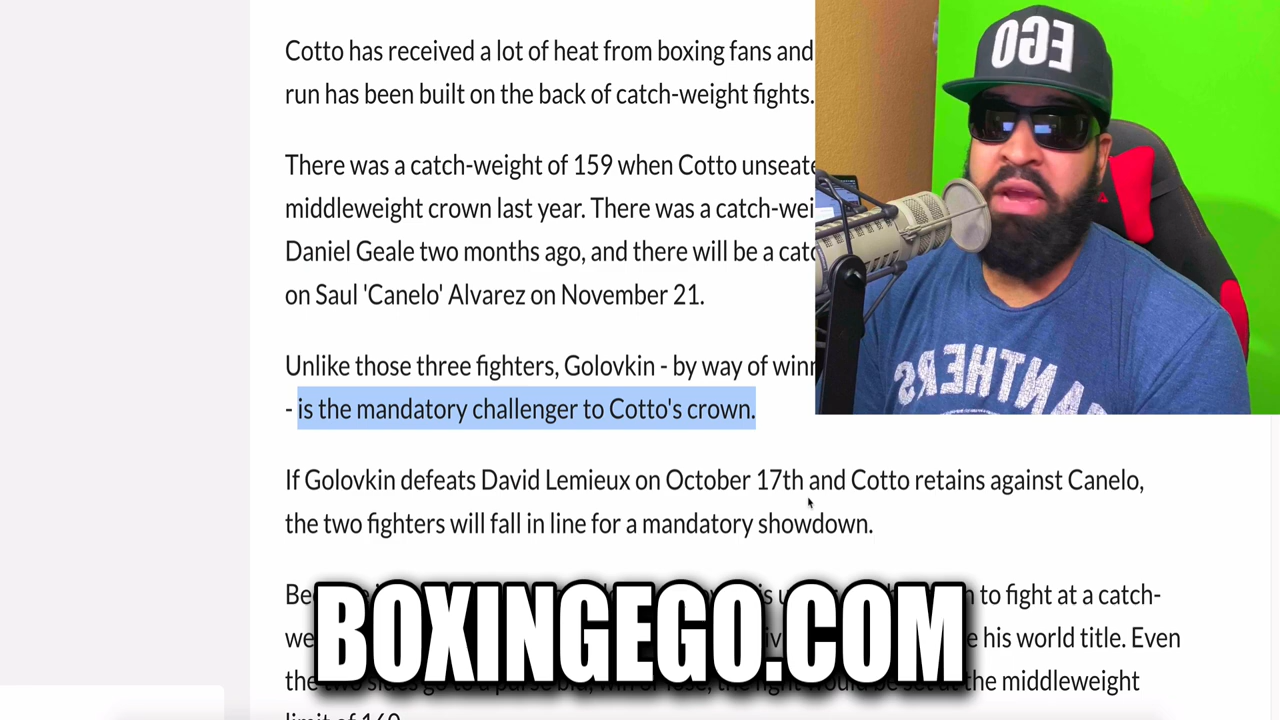 Cotto has received a lot of heat from boxing fans and
run has been built on the back of catch-weight fights.
There was a catch-weight of 159 when Cotto
middleweight crown last year. There was a
Daniel Geale two months ago, and there will be a
on Saul 'Canelo' Alvarez on November 21.
Unlike those three fighters, Golovkin - by way of
- is the mandatory challenger to Cotto's crown.
If Golovkin defeats David Lemieux on October 17th and Cotto retains against Canelo,
the two fighters will fall in line for a mandatory showdown.
to fight at a catch-
his world title. Even
the middleweight
BOXINGEGO.COM
EGO
PANTHERS